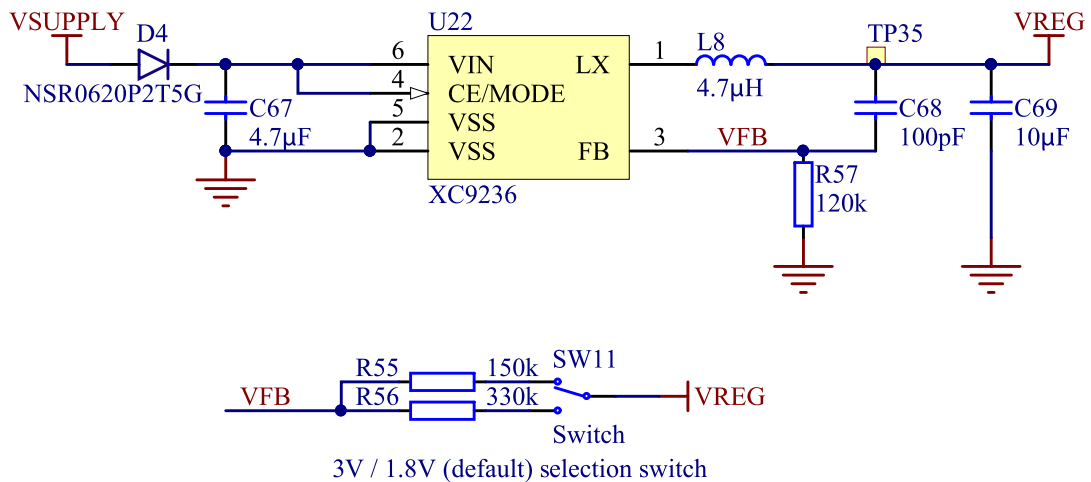 VSUPPLY
D4
NSR0620P2T5G
C67
4.7µF
U22
6
VIN
4
CE/MODE
5
VSS
2
VSS
LX
1
FB
3
XC9236
L8
4.7µH
TP35
VREG
VFB
C68
100pF
C69
10µF
R57
120k
VFB
R55
150k
R56
330k
SW11
Switch
VREG
3V / 1.8V (default) selection switch